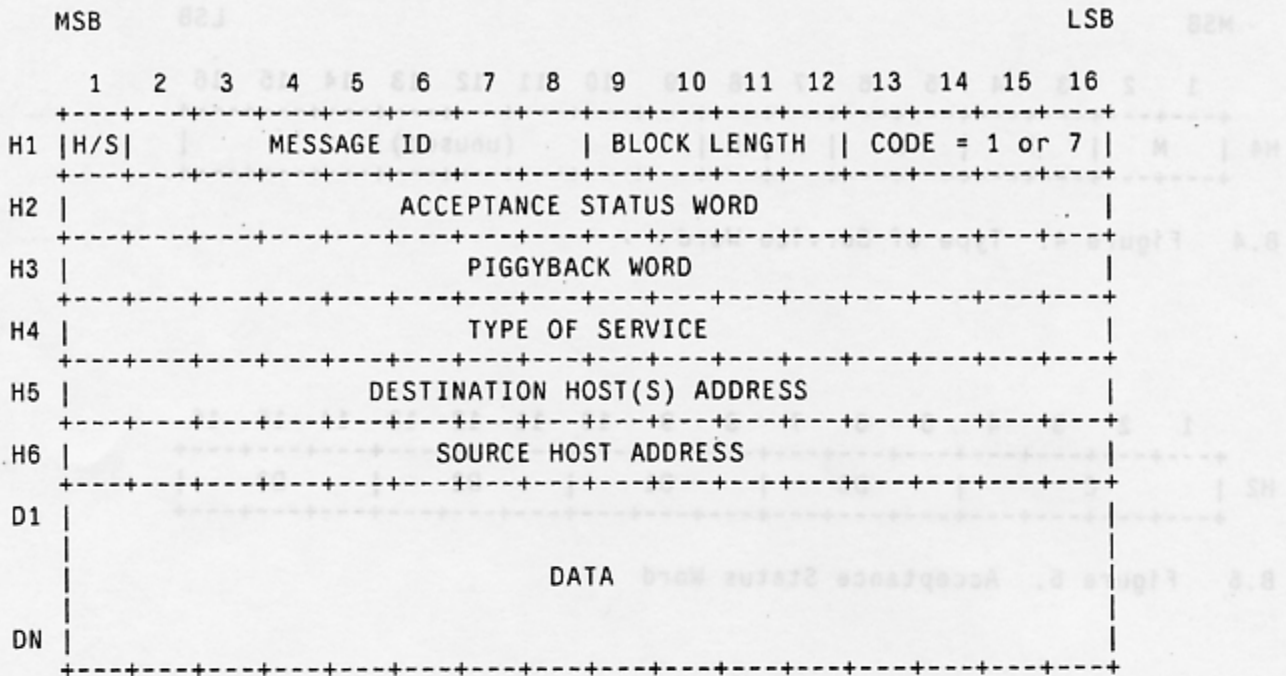 MSB LSB
1 2 3 4 5 6 7 8 9 10 11 12 13 14 15 16
H1 |H/S| MESSAGE ID | BLOCK LENGTH | CODE = 1 or 7 |
H2 | ACCEPTANCE STATUS WORD |
H3 | PIGGYBACK WORD |
H4 | TYPE OF SERVICE |
H5 | DESTINATION HOST(S) ADDRESS |
H6 | SOURCE HOST ADDRESS |
D1
DATA
DN